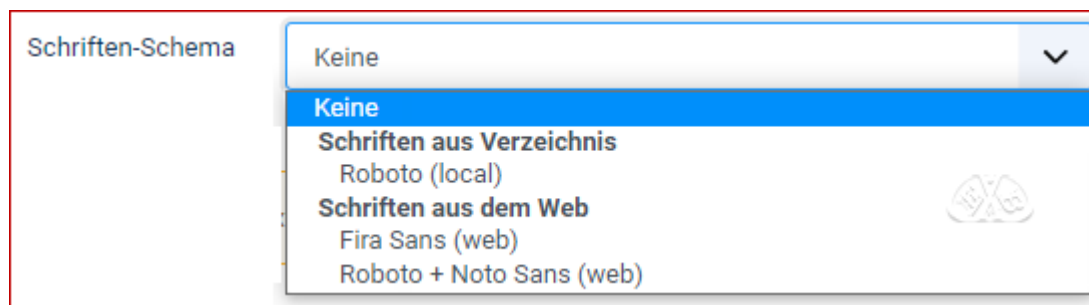 Schriften-Schema
Keine
Keine
Schriften aus Verzeichnis
Roboto (local)
Schriften aus dem Web
Fira Sans (web)
Roboto + Noto Sans (web)